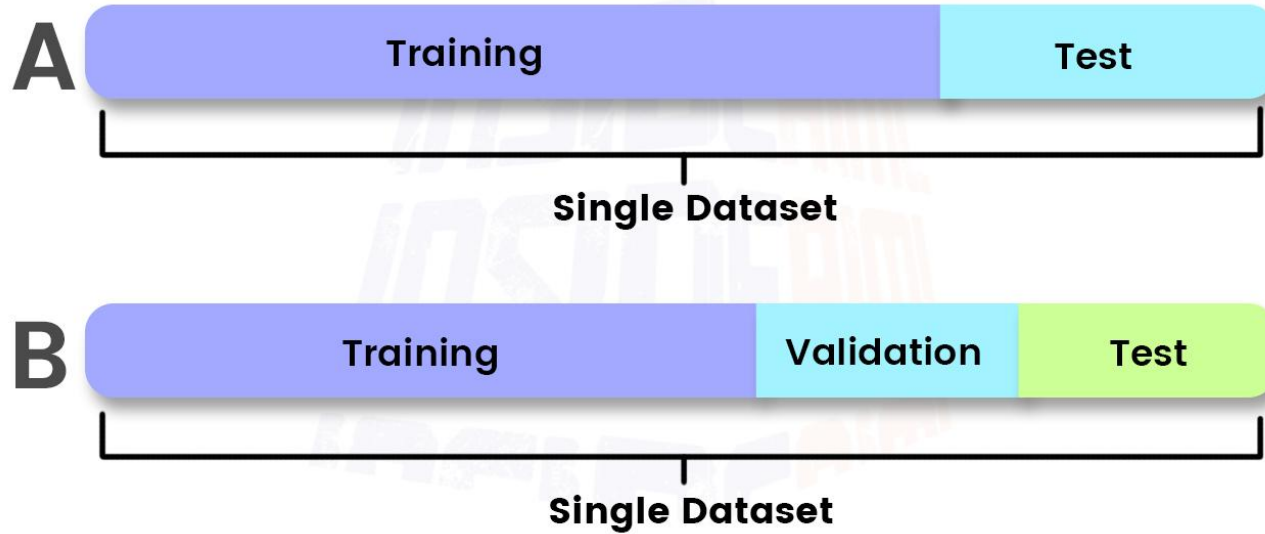 A
Training
Test
Single Dataset
B
Training
Validation
Test
Single Dataset